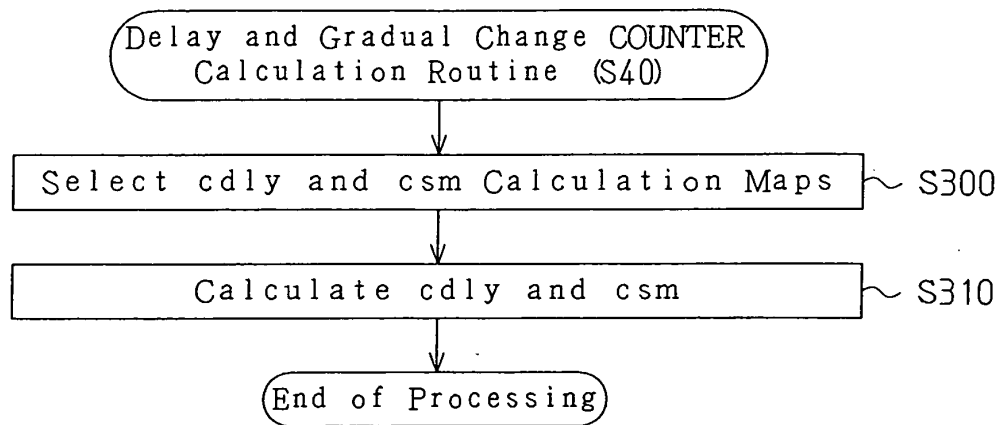 Delay and Gradual Change COUNTER
Calculation Routine (S40)
Select cdly and csm Calculation Maps
S300
Calculate cdly and csm
S310
End of Processing